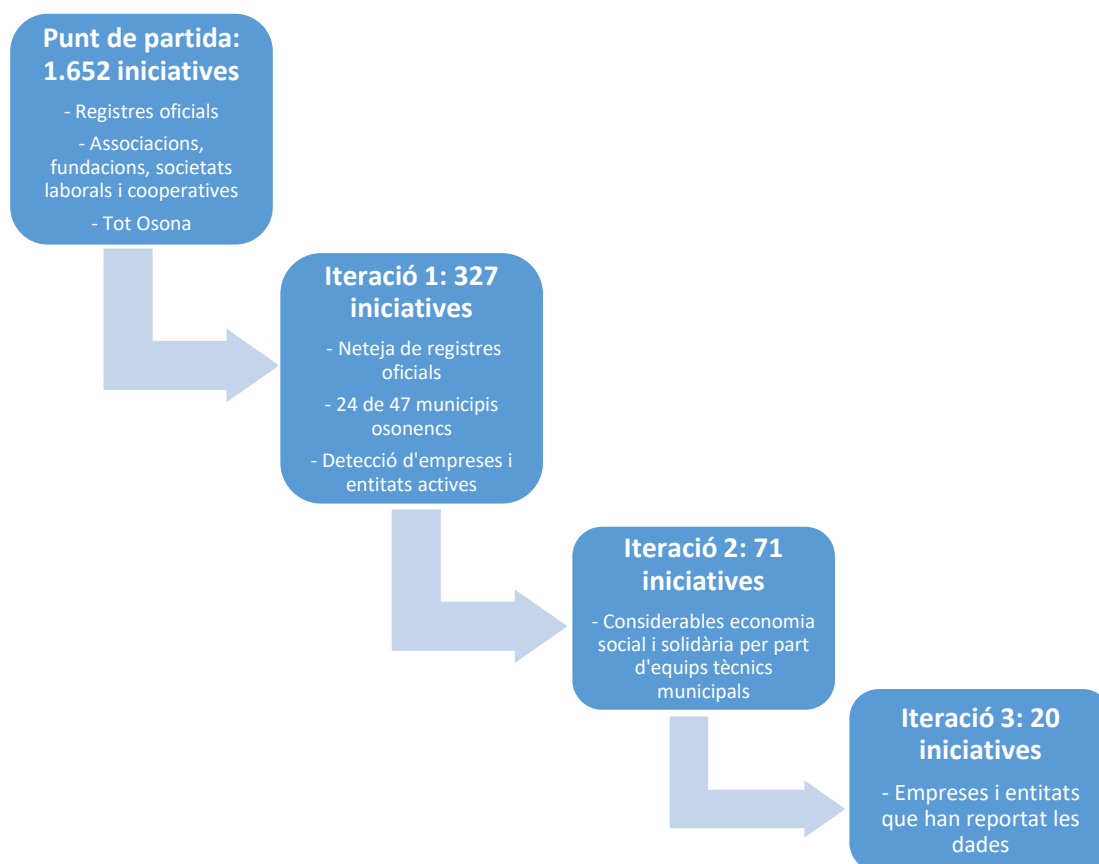 Punt de partida:
1.652 iniciatives
- Registres oficials
- Associacions,
fundacions, societats
laborals i cooperatives
- Tot Osona
Iteració 1: 327
iniciatives
- Neteja de registres
oficials
- 24 de 47 municipis
osonencs
- Detecció d'empreses i
entitats actives
Iteració 2: 71
iniciatives
- Considerables economia
social i solidària per part
d'equips tècnics
municipals
Iteració 3: 20
iniciatives
- Empreses i entitats
que han reportat les
dades